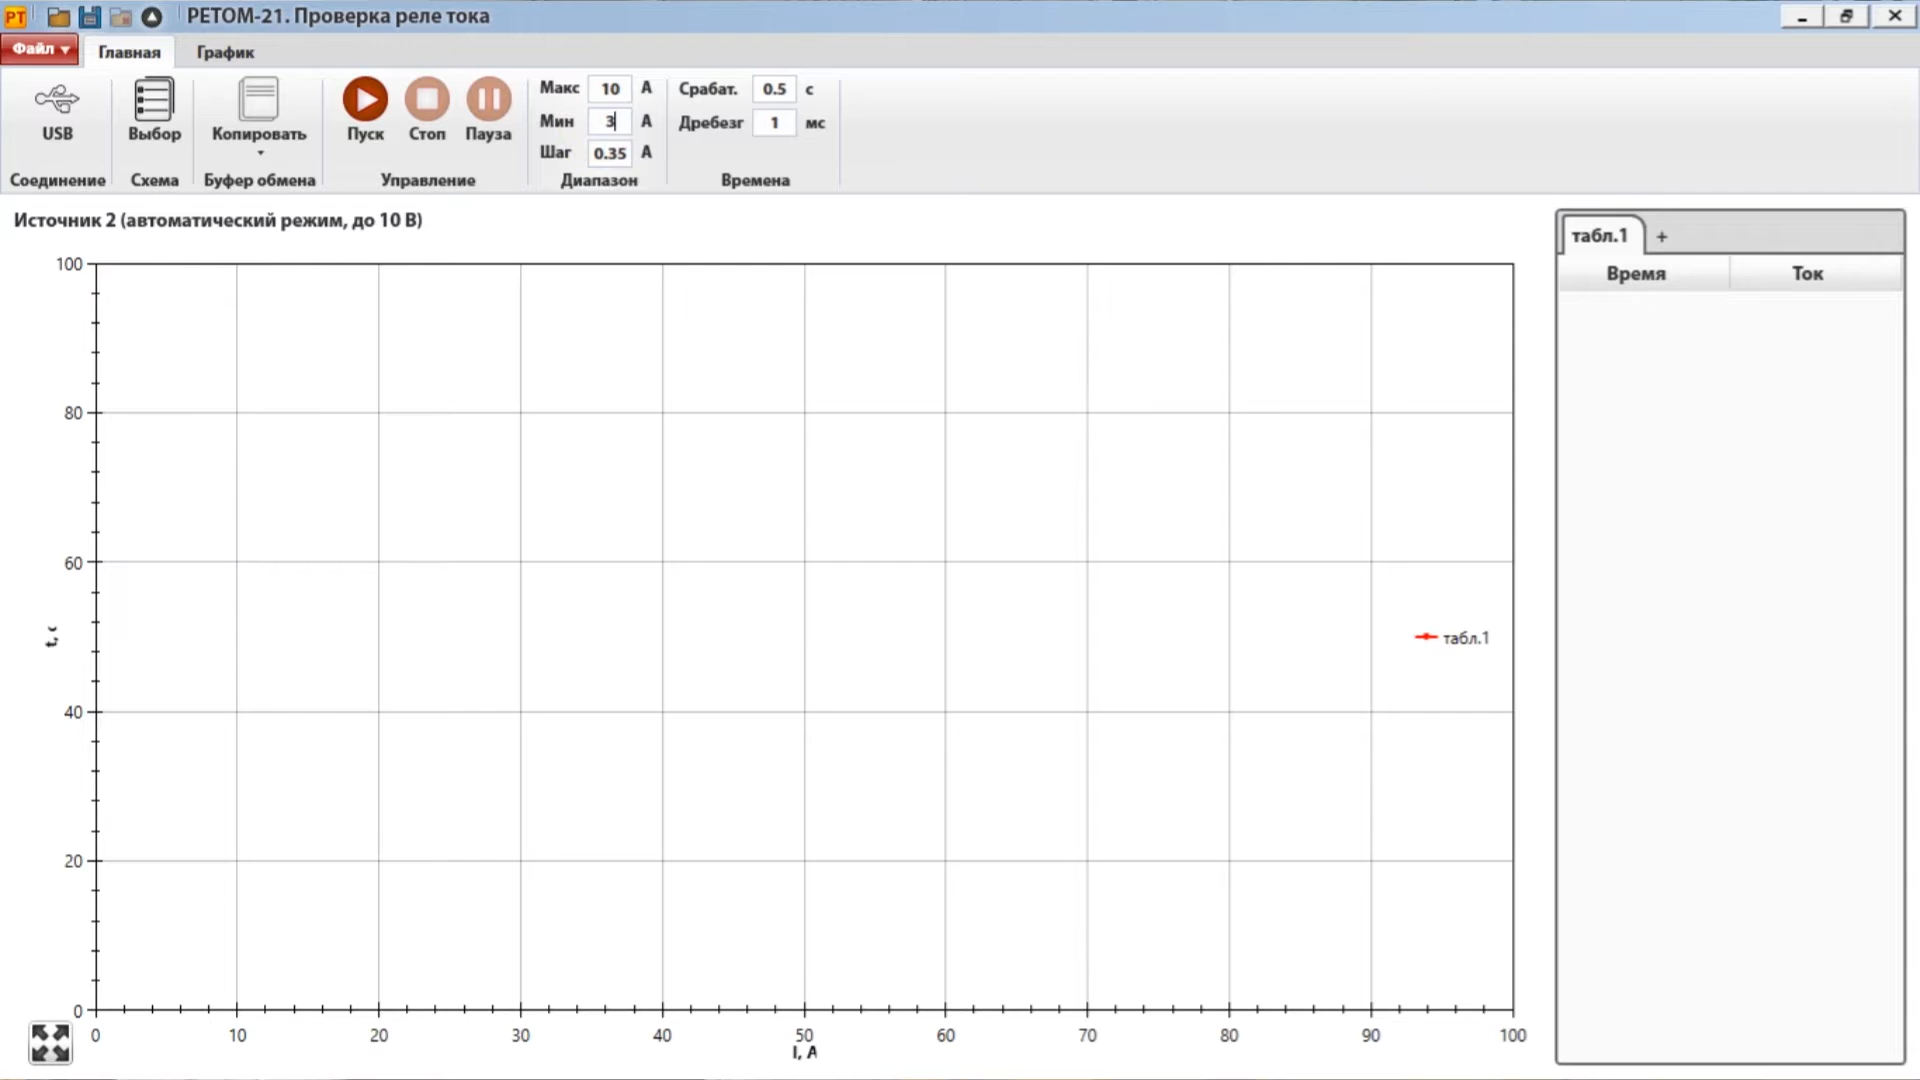 РТ
РЕТОМ-21. Проверка реле тока
Файл
Главная
График
USB
Соединение
Выбор
Схема
Копировать
Буфер обмена
Пуск
Стоп
Пауза
Управление
Макс 10 А
Мин 3 А
Шаг 0.35 А
Диапазон
Срабат. 0.5 с
Дребезг 1 мс
Времена
Источник 2 (автоматический режим, до 10 В)
100
80
60
40
20
0
t, с
0 10 20 30 40 50 60 70 80 90 100
I, А
табл.1
табл.1 +
Время Ток